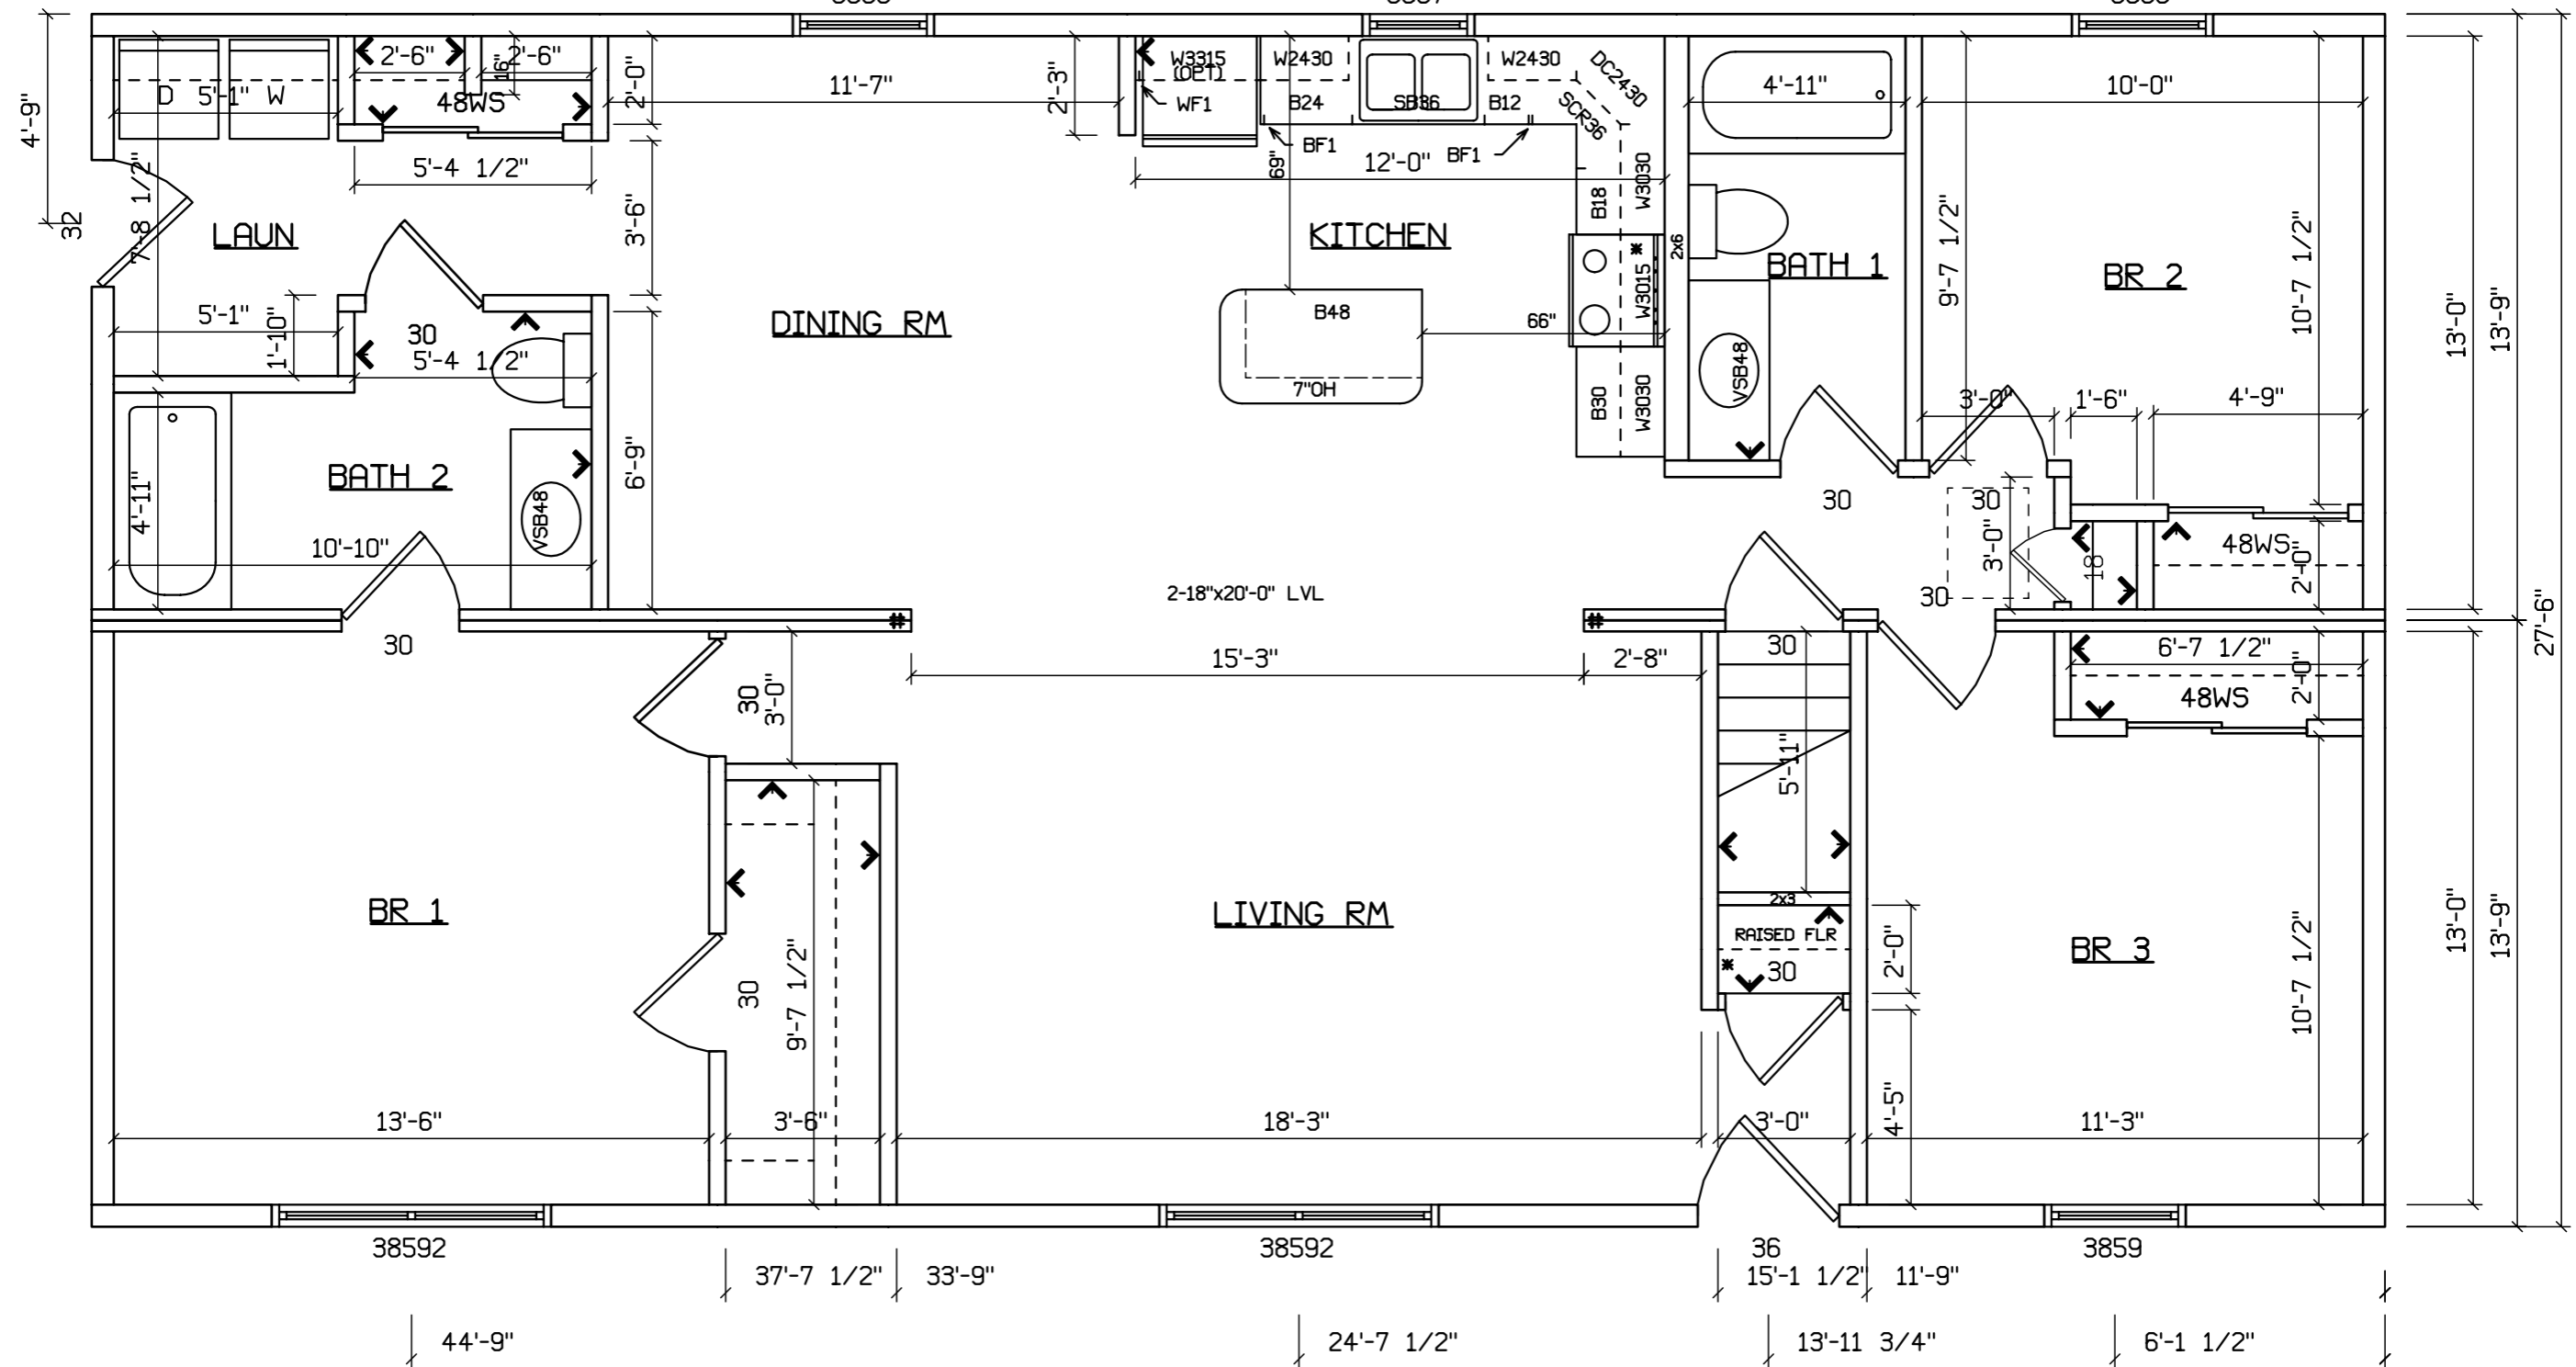 4'-9"
2'-6"
2'-6"
16"
2'-0"
11'-7"
2'-3"
W3315
(OPT)
W2430
W2430
DC2430
4'-11"
10'-0"
D
5'-1"
W
48WS
WF1
B24
SB36
B12
SCR36
BF1
BF1
5'-4 1/2"
69"
12'-0"
32
7'-8 1/2"
LAUN
3'-6"
KITCHEN
B18
W3030
2x6
BATH 1
9'-7 1/2"
BR 2
10'-7 1/2"
13'-0"
13'-9"
5'-1"
1'-10"
30
5'-4 1/2"
DINING RM
B48
66"
W3015
*
7"OH
B30
W3030
VSB48
3'-0"
1'-6"
4'-9"
4'-11"
BATH 2
VSB48
6'-9"
10'-10"
30
30
3'-0"
18
48WS
2'-0"
30
2-18"x20'-0" LVL
27'-6"
30
#
#
15'-3"
2'-8"
30
6'-7 1/2"
2'-0"
48WS
30
3'-0"
5'-11"
BR 1
LIVING RM
2x3
RAISED FLR
*
30
2'-0"
BR 3
13'-0"
13'-9"
30
9'-7 1/2"
10'-7 1/2"
13'-6"
3'-6"
18'-3"
3'-0"
4'-5"
11'-3"
38592
38592
36
3859
37'-7 1/2"
33'-9"
15'-1 1/2"
11'-9"
44'-9"
24'-7 1/2"
13'-11 3/4"
6'-1 1/2"